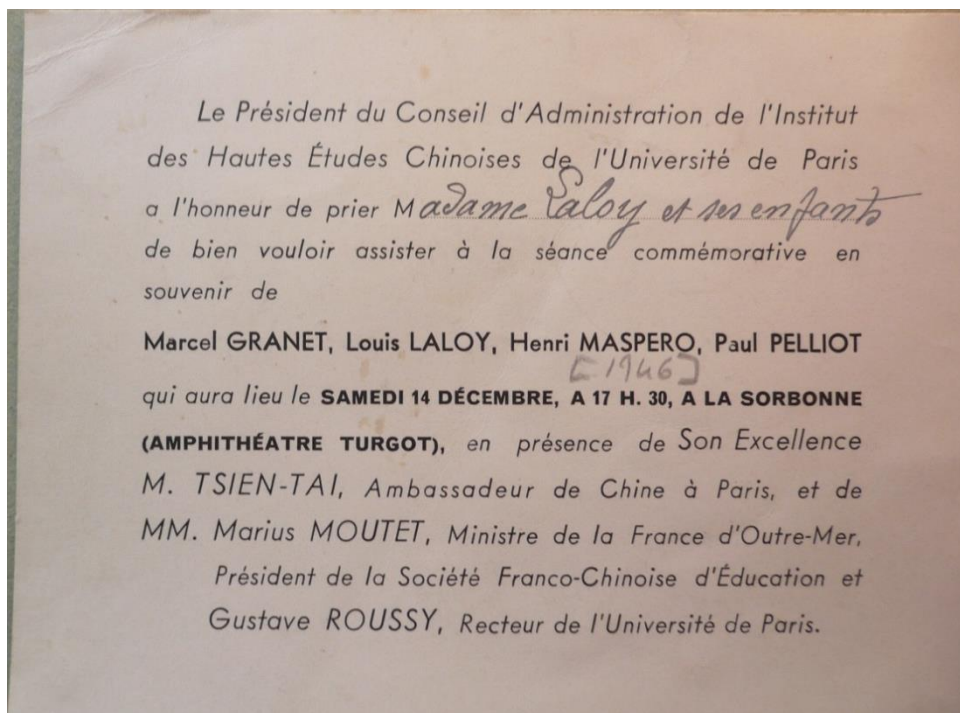 Le Président du Conseil d'Administration de l'Institut
des Hautes Études Chinoises de l'Université de Paris
a l'honneur de prier Madame Laloy et ses enfants
de bien vouloir assister à la séance commémorative en
souvenir de
Marcel GRANET, Louis LALOY, Henri MASPERO, Paul PELLIOT
[1946]
qui aura lieu le SAMEDI 14 DÉCEMBRE, A 17 H. 30, A LA SORBONNE
(AMPHITHÉATRE TURGOT), en présence de Son Excellence
M. TSIEN-TAI, Ambassadeur de Chine à Paris, et de
MM. Marius MOUTET, Ministre de la France d'Outre-Mer,
Président de la Société Franco-Chinoise d'Éducation et
Gustave ROUSSY, Recteur de l'Université de Paris.